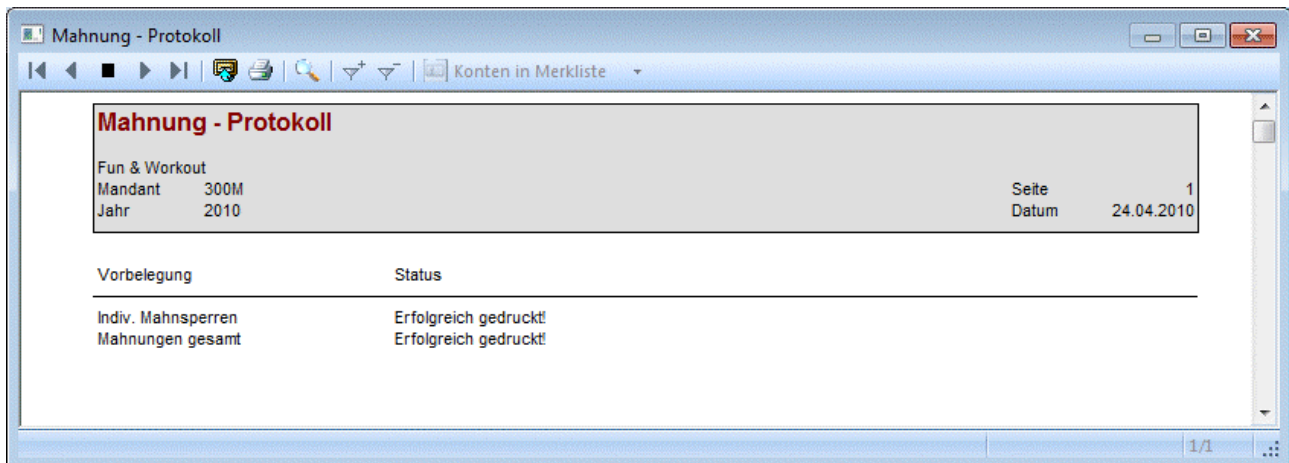 Mahnung - Protokoll
Konten in Merkliste
Mahnung - Protokoll
Fun & Workout
Mandant 300M Seite 1
Jahr 2010 Datum 24.04.2010
Vorbelegung Status
Indiv. Mahnsperren Erfolgreich gedruckt!
Mahnungen gesamt Erfolgreich gedruckt!
1/1